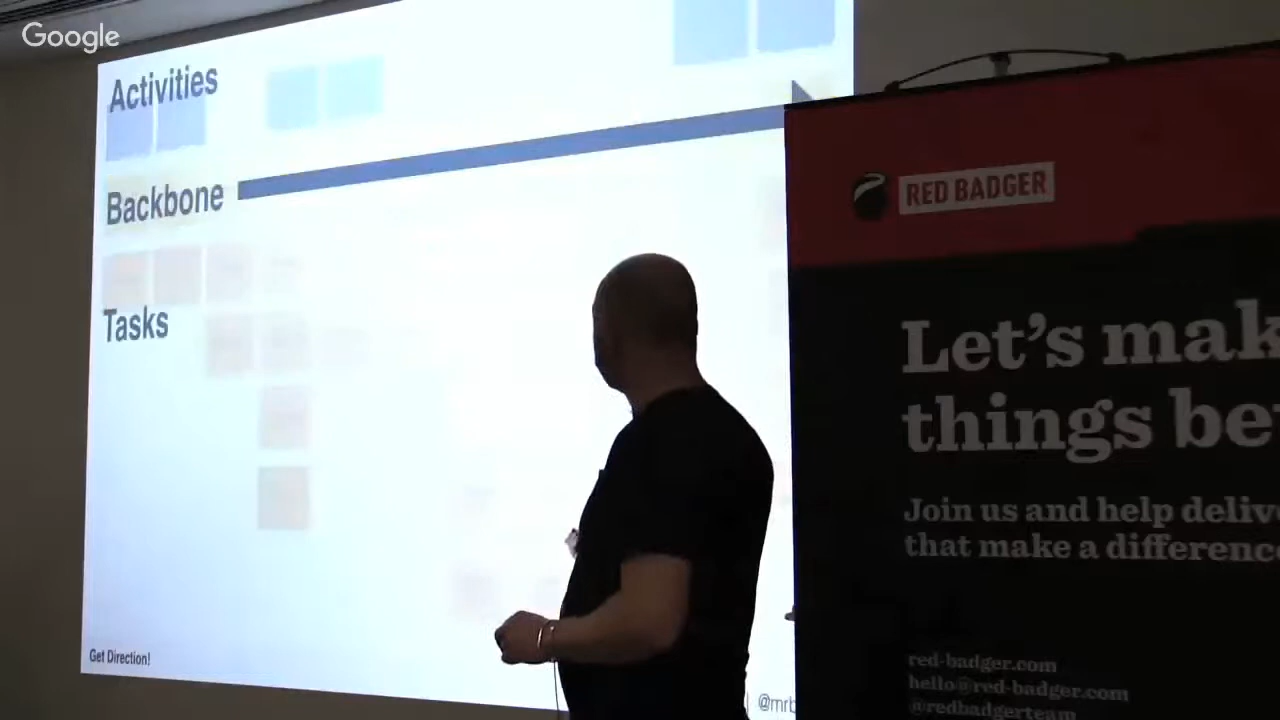 Google
Activities
Backbone
Tasks
Get Direction!
@mrb
RED BADGER
Let's mak
things be
Join us and help delive
that make a difference
red-badger.com
hello@red-badger.com
@redbadgerteam